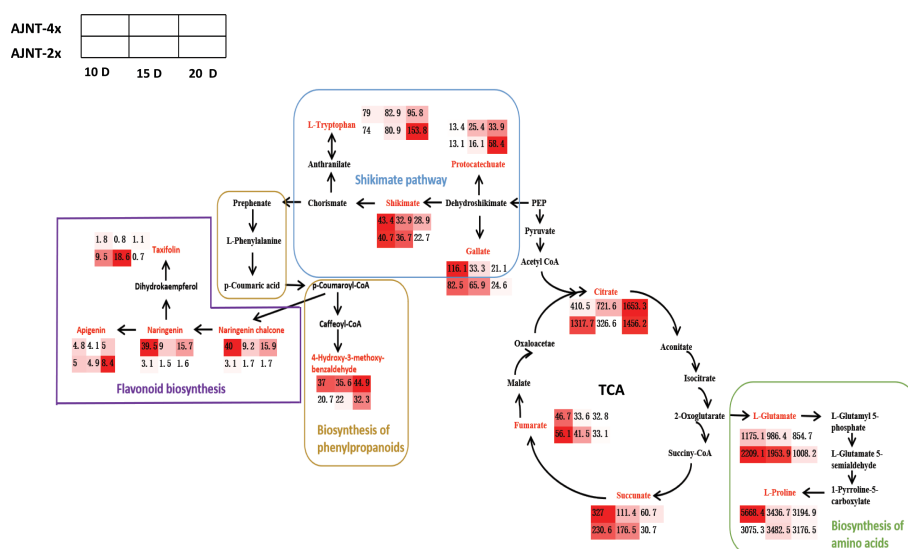 AJNT-4x
AJNT-2x
10 D 15 D 20 D
79 82.9 95.8
74 80.9 153.8
L-Tryptophan
13.4 25.4 33.9
13.1 16.1 58.4
Anthranilate
Protocatechuate
Shikimate pathway
Prephenate
Chorismate
Shikimate
Dehydroshikimate
PEP
43.4 32.9 28.9
40.7 36.7 22.7
Pyruvate
L-Phenylalanine
Gallate
Acetyl CoA
116.1 33.3 21.1
82.5 65.9 24.6
1.8 0.8 1.1
Taxifolin
9.5 18.6 0.7
Dihydrokaempferol
p-Coumaric acid
p-Coumaroyl-CoA
Citrate
410.5 721.6 1653.3
1317.7 326.6 1456.2
Caffeoyl-CoA
Apigenin
Naringenin
Naringenin chalcone
4.8 4.1 5
5 4.9 8.4
39.5 9 15.7
3.1 1.5 1.6
40 9.2 15.9
3.1 1.7 1.7
Oxaloacetae
Aconitate
4-Hydroxy-3-methoxy-
benzaldehyde
37 35.6 44.9
20.7 22 32.3
Isocitrate
Malate
TCA
Flavonoid biosynthesis
Biosynthesis of
phenylpropanoids
46.7 33.6 32.8
56.1 41.5 33.1
Fumarate
2-Oxoglutarate
L-Glutamate
L-Glutamyl 5-
phosphate
1175.1 986.4 854.7
2209.1 1953.9 1008.2
Succiny-CoA
L-Glutamate 5-
semialdehyde
Succunate
327 111.4 60.7
230.6 176.5 30.7
L-Proline
1-Pyrroline-5-
carboxylate
5668.4 3436.7 3194.9
3075.3 3482.5 3176.5
Biosynthesis of
amino acids